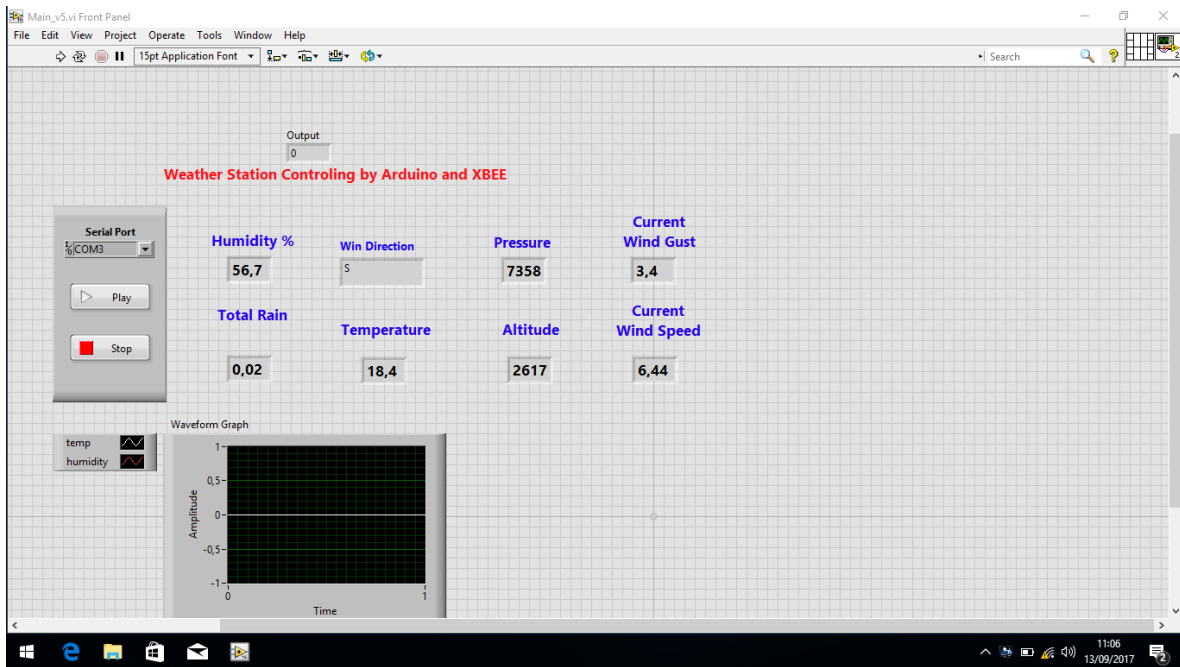 Main_v5.vi Front Panel
File Edit View Project Operate Tools Window Help
15pt Application Font
Search
2
Output
0
Weather Station Controling by Arduino and XBEE
Serial Port
COM3
Play
Stop
Humidity %
56,7
Win Direction
S
Pressure
7358
Current
Wind Gust
3,4
Total Rain
0,02
Temperature
18,4
Altitude
2617
Current
Wind Speed
6,44
temp
humidity
Waveform Graph
Amplitude
1
0,5
0
-0,5
-1
0 1
Time
11:06
13/09/2017
2